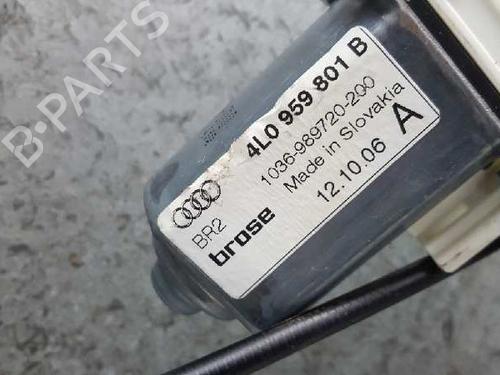 B-PARTS
4L0 959 801 B
1036-989720-200
Made in Slovakia
12.10.06 A
BR2
brose